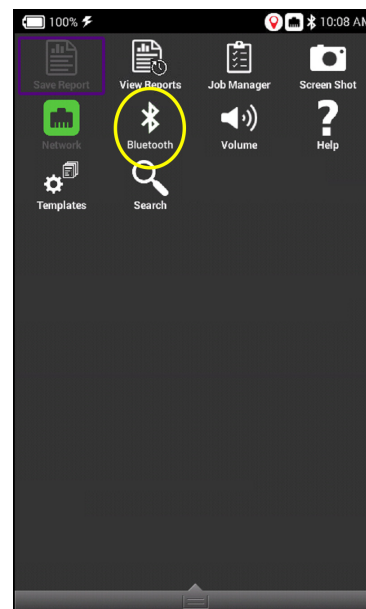 100% 10:08 AM
Save Report View Reports Job Manager Screen Shot
Network Bluetooth Volume Help
Templates Search